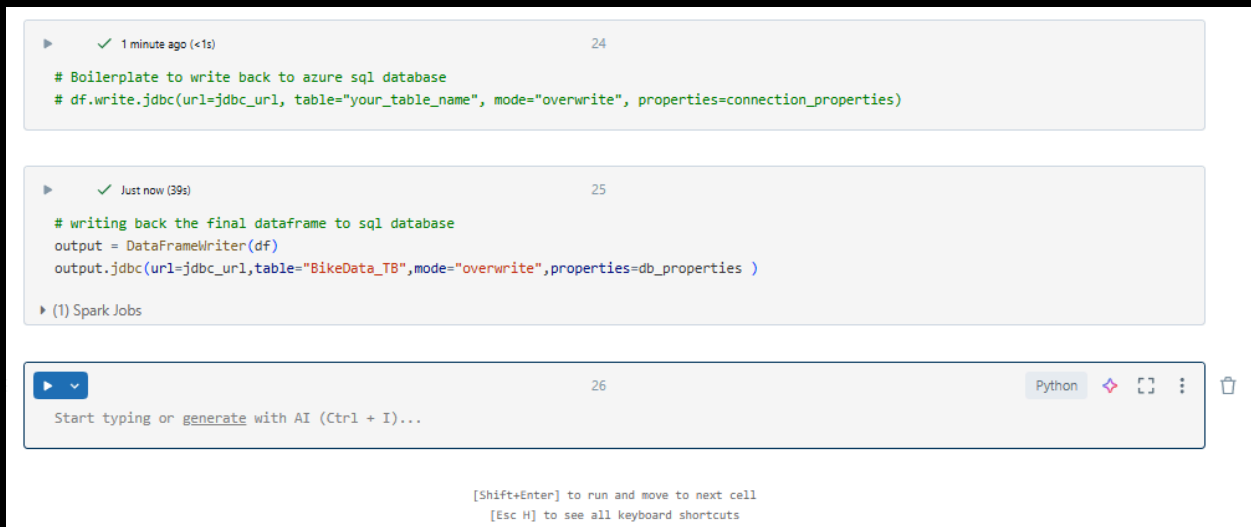 1 minute ago (<1s)
24
# Boilerplate to write back to azure sql database
# df.write.jdbc(url=jdbc_url, table="your_table_name", mode="overwrite", properties=connection_properties)
Just now (39s)
25
# writing back the final dataframe to sql database
output = DataFrameWriter(df)
output.jdbc(url=jdbc_url,table="BikeData_TB",mode="overwrite",properties=db_properties )
(1) Spark Jobs
26
Python
Start typing or generate with AI (Ctrl + I)...
[Shift+Enter] to run and move to next cell
[Esc H] to see all keyboard shortcuts